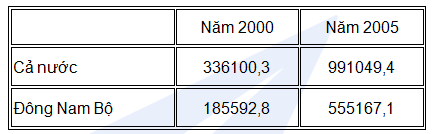 Năm 2000 Năm 2005
Cả nước 336100,3 991049,4
Đông Nam Bộ 185592,8 555167,1